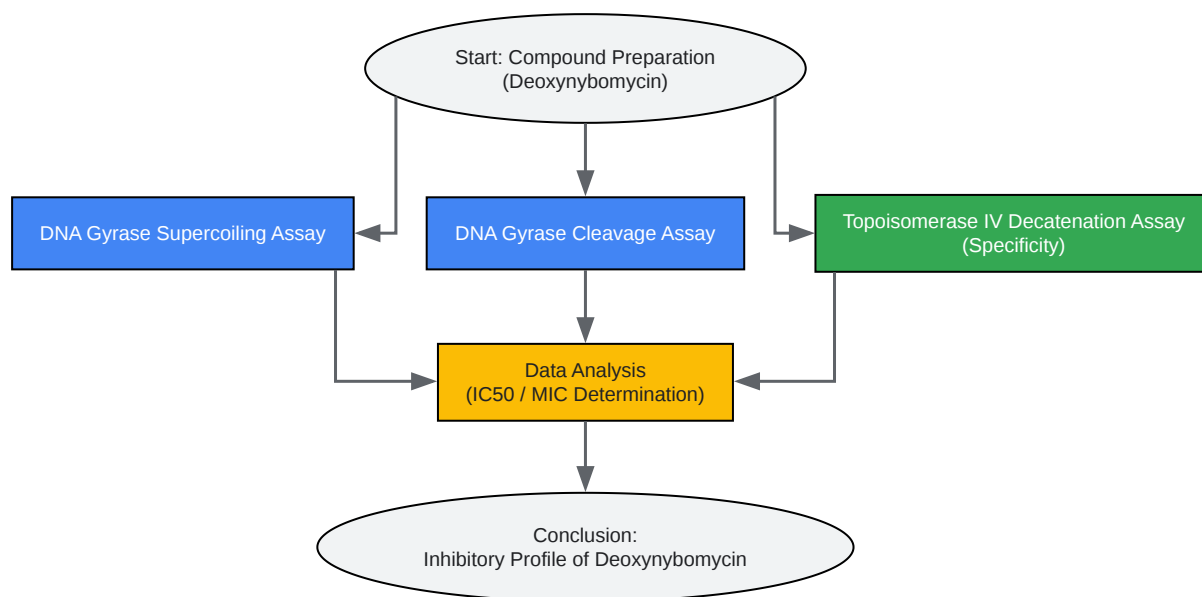 Start: Compound Preparation
(Deoxynybomycin)
DNA Gyrase Supercoiling Assay
DNA Gyrase Cleavage Assay
Topoisomerase IV Decatenation Assay
(Specificity)
Data Analysis
(IC50 / MIC Determination)
Conclusion:
Inhibitory Profile of Deoxynybomycin